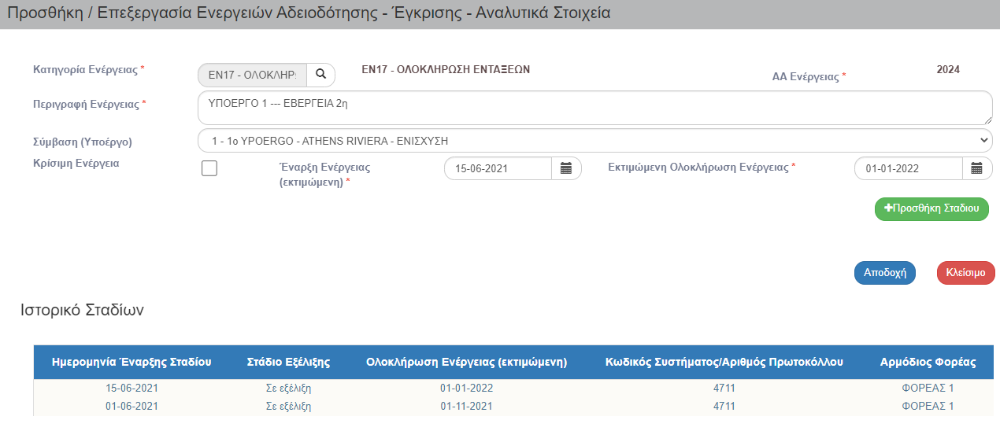 Προσθήκη / Επεξεργασία Ενεργειών Αδειοδότησης - Έγκρισης - Αναλυτικά Στοιχεία
Κατηγορία Ενέργειας * ΕΝ17 - ΟΛΟΚΛΗΡΣ ΕΝ17 - ΟΛΟΚΛΗΡΩΣΗ ΕΝΤΑΞΕΩΝ ΑΑ Ενέργειας * 2024
Περιγραφή Ενέργειας * ΥΠΟΕΡΓΟ 1 --- ΕΒΕΡΓΕΙΑ 2η
Σύμβαση (Υποέργο) 1 - 1ο YPOERGO - ATHENS RIVIERA - ΕΝΙΣΧΥΣΗ
Κρίσιμη Ενέργεια Έναρξη Ενέργειας (εκτιμώμενη) * 15-06-2021 Εκτιμώμενη Ολοκλήρωση Ενέργειας * 01-01-2022
Προσθήκη Σταδιου
Αποδοχή Κλείσιμο
Ιστορικό Σταδίων
Ημερομηνία Έναρξης Σταδίου Στάδιο Εξέλιξης Ολοκλήρωση Ενέργειας (εκτιμώμενη) Κωδικός Συστήματος/Αριθμός Πρωτοκόλλου Αρμόδιος Φορέας
15-06-2021 Σε εξέλιξη 01-01-2022 4711 ΦΟΡΕΑΣ 1
01-06-2021 Σε εξέλιξη 01-11-2021 4711 ΦΟΡΕΑΣ 1